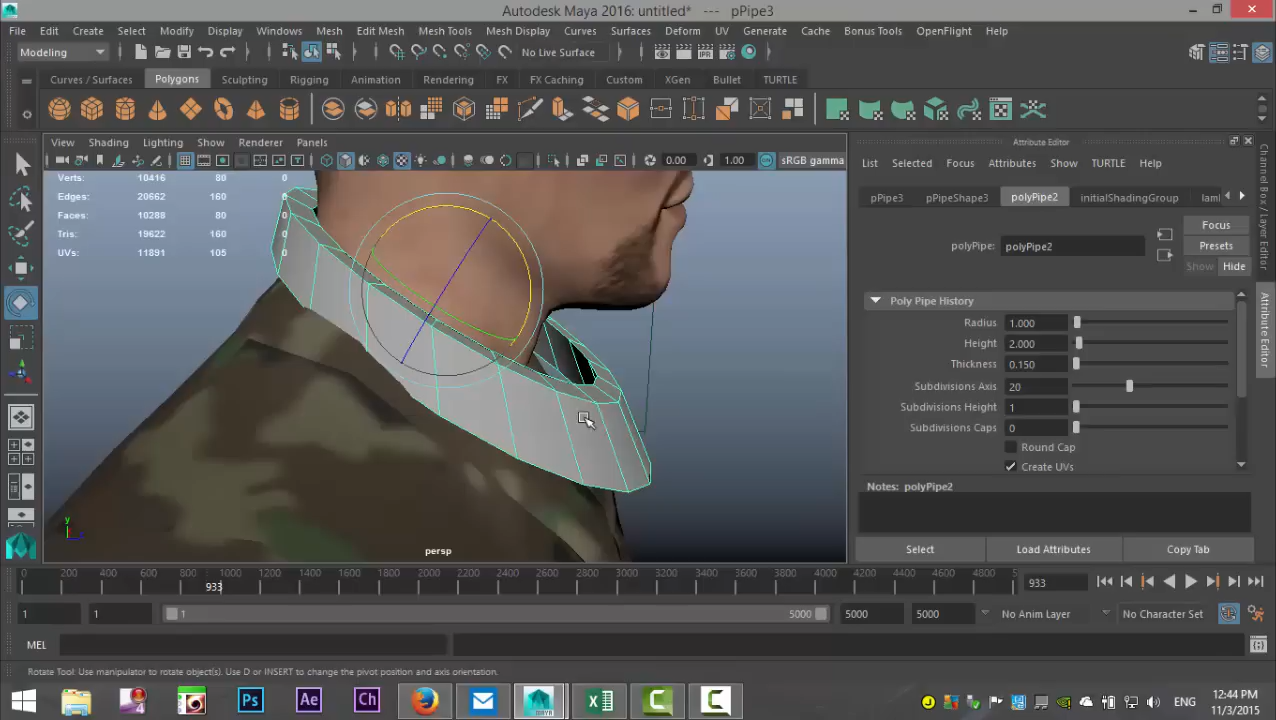 Autodesk Maya 2016: untitled* --- pPipe3
File Edit Create Select Modify Display Windows Mesh Edit Mesh Mesh Tools Mesh Display Curves Surfaces Deform UV Generate Cache Bonus Tools OpenFlight Help
Modeling No Live Surface
Curves / Surfaces Polygons Sculpting Rigging Animation Rendering FX FX Caching Custom XGen Bullet TURTLE
View Shading Lighting Show Renderer Panels
0.00 1.00 sRGB gamma
Verts: 10416 80 0
Edges: 20662 160 0
Faces: 10288 80 0
Tris: 19622 160 0
UVs: 11891 105 0
y
persp
Attribute Editor
List Selected Focus Attributes Show TURTLE Help
pPipe3 pPipeShape3 polyPipe2 initialShadingGroup
polyPipe: polyPipe2
Focus
Presets
Show Hide
Poly Pipe History
Radius 1.000
Height 2.000
Thickness 0.150
Subdivisions Axis 20
Subdivisions Height 1
Subdivisions Caps 0
Round Cap
Create UVs
Notes: polyPipe2
Select Load Attributes Copy Tab
Channel Box / Layer Editor
Attribute Editor
0 200 400 600 800 1000 1200 1400 1600 1800 2000 2200 2400 2600 2800 3000 3200 3400 3600 3800 4000 4200 4400 4600 4800 5
933 933
1 1 1 5000 5000 5000 No Anim Layer No Character Set
MEL
Rotate Tool: Use manipulator to rotate object(s). Use D or INSERT to change the pivot position and axis orientation.
Ps Ae Ch MAYA ENG
12:44 PM
11/3/2015